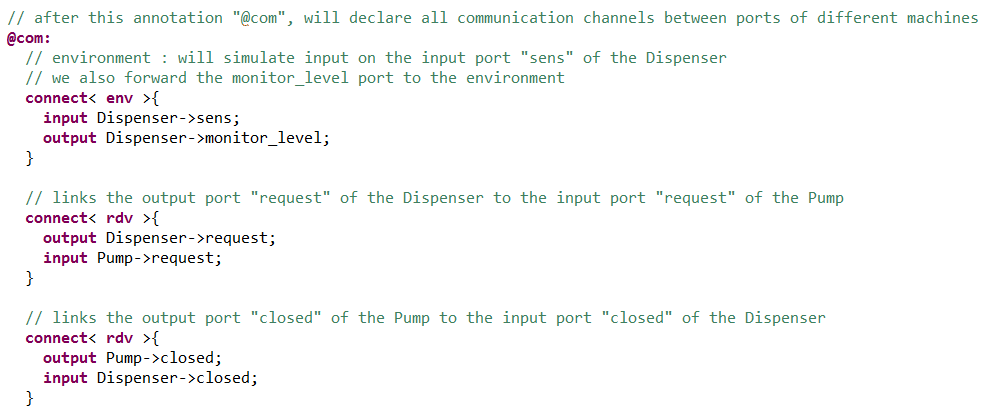 // after this annotation "@com", will declare all communication channels between ports of different machines
@com:
  // environment : will simulate input on the input port "sens" of the Dispenser
  // we also forward the monitor_level port to the environment
  connect< env >{
    input Dispenser->sens;
    output Dispenser->monitor_level;
  }

  // links the output port "request" of the Dispenser to the input port "request" of the Pump
  connect< rdv >{
    output Dispenser->request;
    input Pump->request;
  }

  // links the output port "closed" of the Pump to the input port "closed" of the Dispenser
  connect< rdv >{
    output Pump->closed;
    input Dispenser->closed;
  }